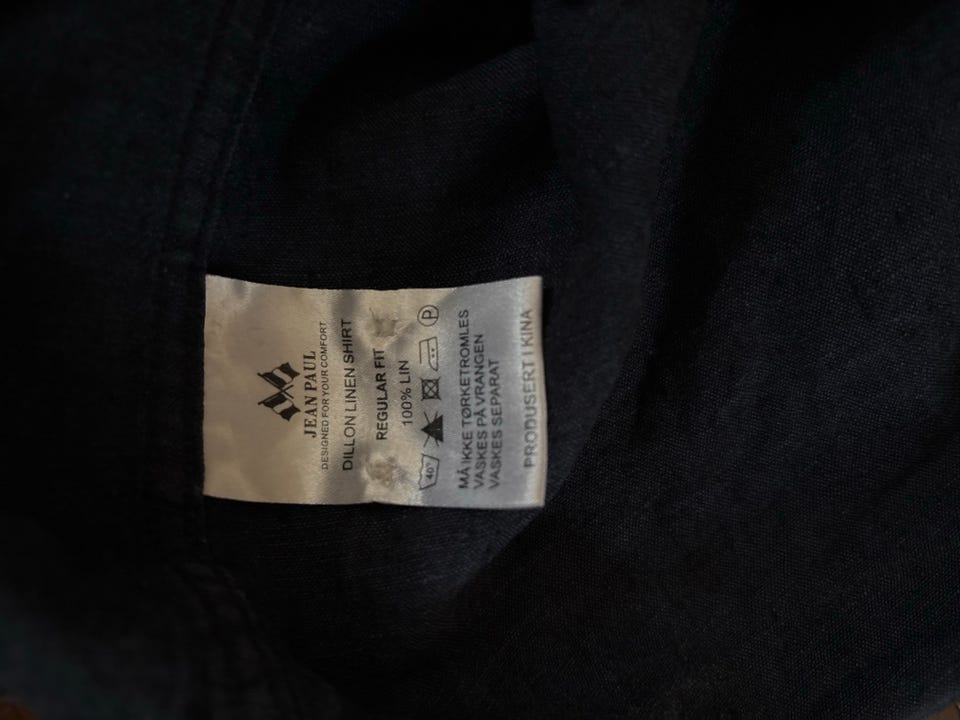 JEAN PAUL
DESIGNED FOR YOUR COMFORT
DILLON LINEN SHIRT
REGULAR FIT
100% LIN
40° P
MÅ IKKE TØRKETROMLES
VASKES PÅ VRANGEN
VASKES SEPARAT
PRODUSERT I KINA